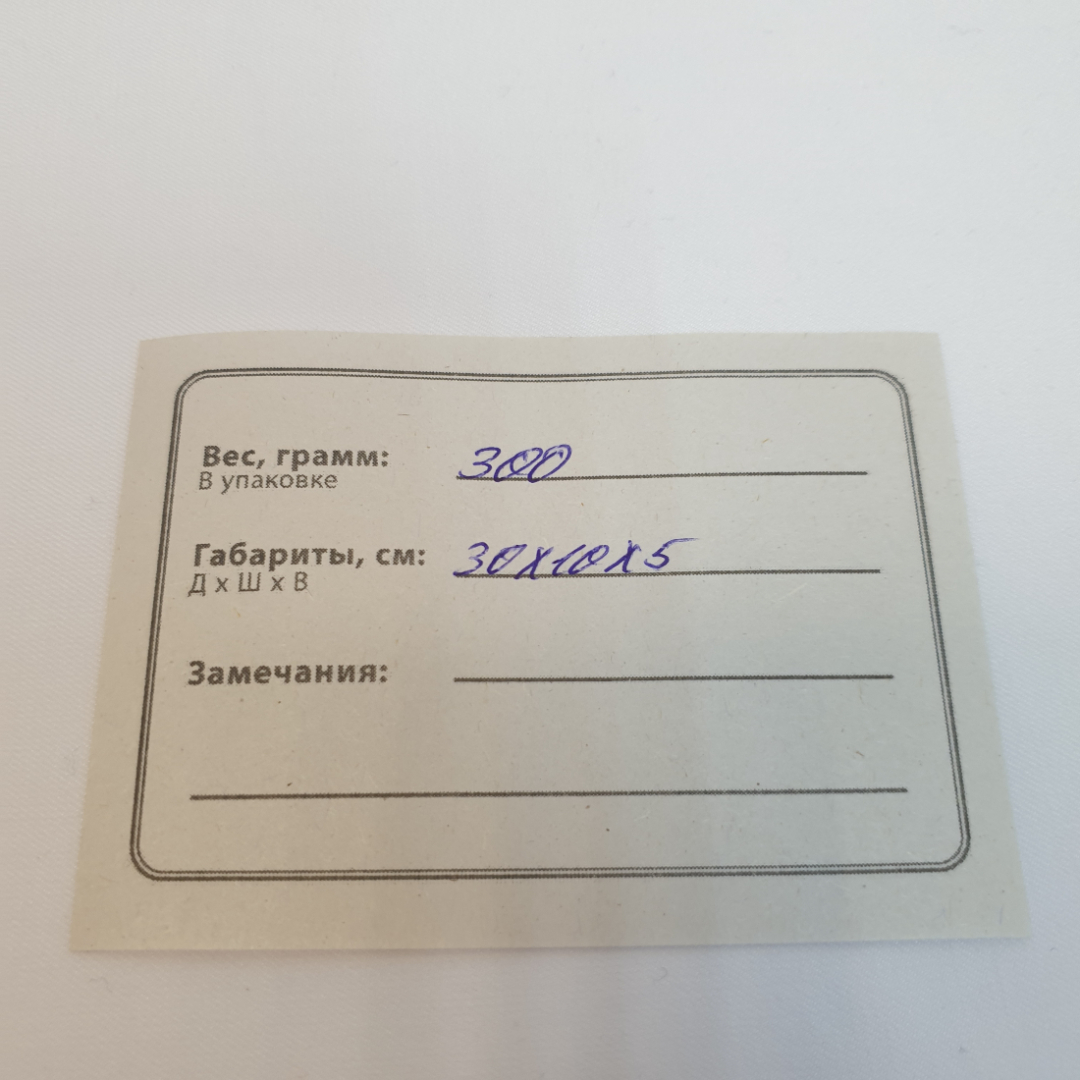 Вес, грамм: 300
В упаковке
Габариты, см: 30х10х5
Д х Ш х В
Замечания: